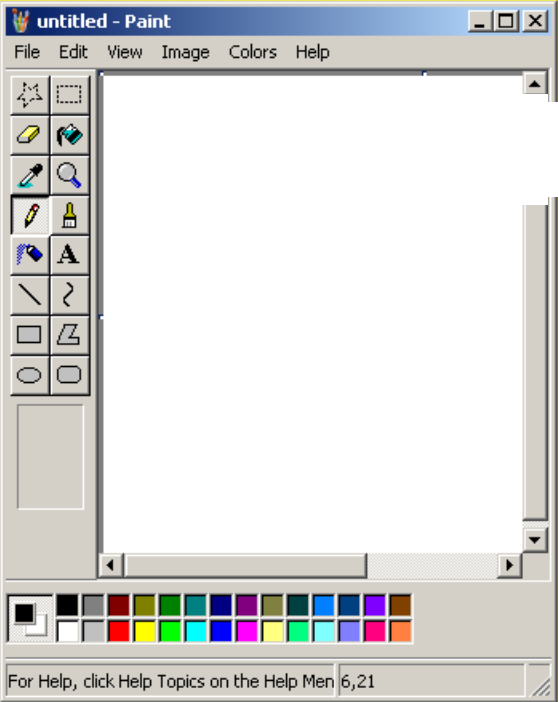 untitled - Paint
File Edit View Image Colors Help
A
For Help, click Help Topics on the Help Men 6,21